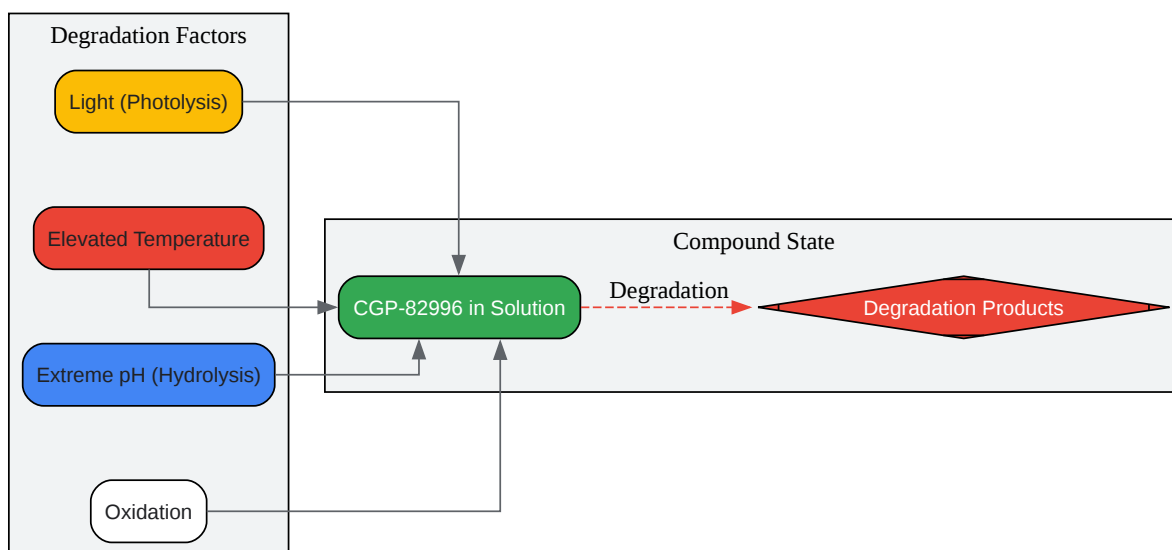 Degradation Factors
Light (Photolysis)
Elevated Temperature
Compound State
CGP-82996 in Solution
Degradation
Degradation Products
Extreme pH (Hydrolysis)
Oxidation